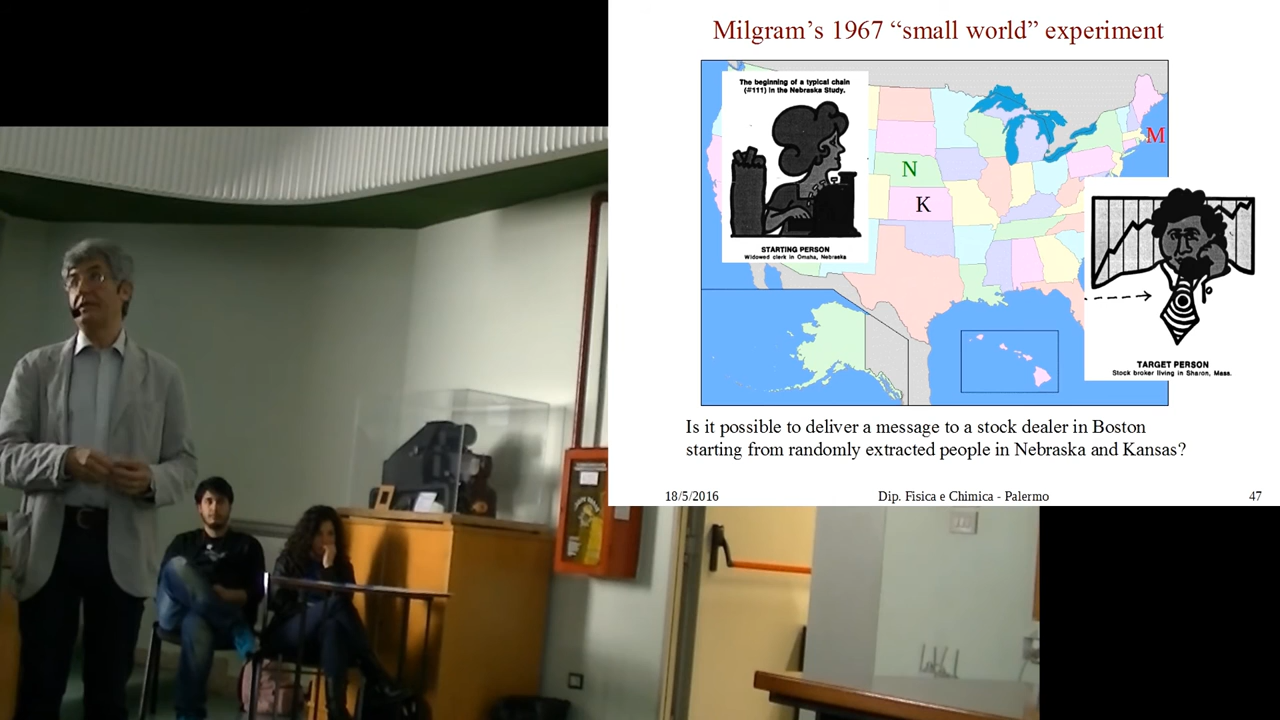 Milgram’s 1967 “small world” experiment
The beginning of a typical chain
(#111) in the Nebraska Study.
M
N
K
STARTING PERSON
Widowed clerk in Omaha, Nebraska
TARGET PERSON
Stock broker living in Sharon, Mass.
Is it possible to deliver a message to a stock dealer in Boston
starting from randomly extracted people in Nebraska and Kansas?
18/5/2016
Dip. Fisica e Chimica - Palermo
47